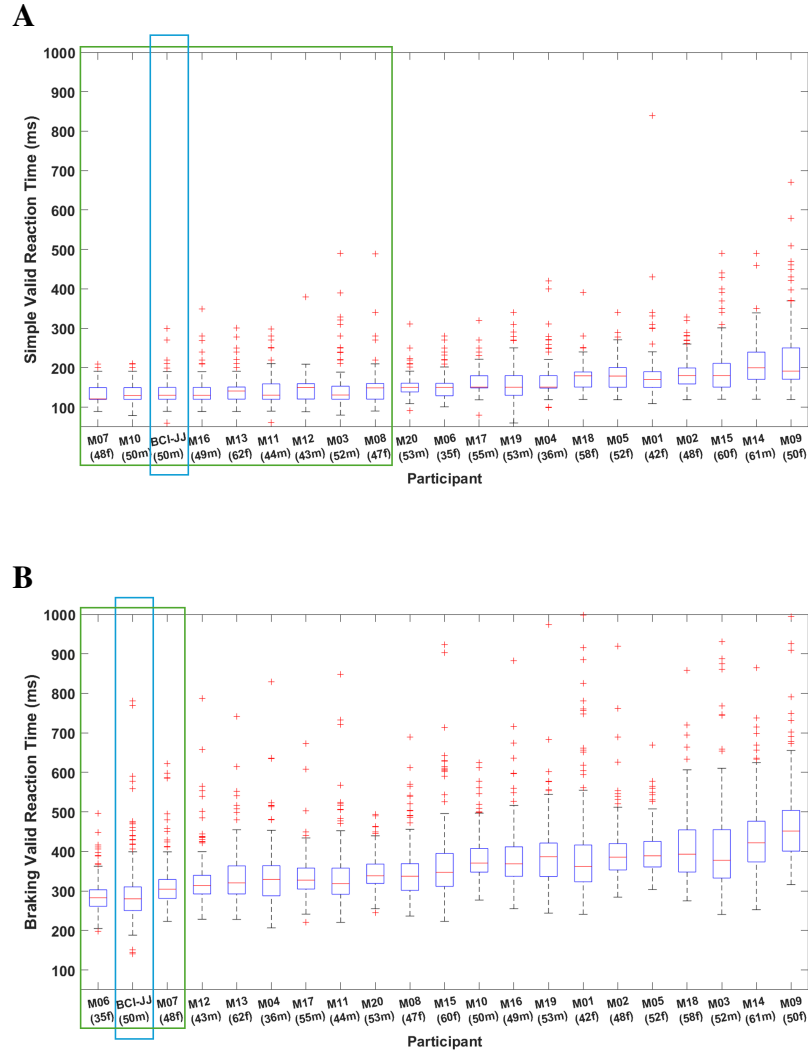 A
1000
900
800
700
600
500
400
300
200
100
Simple Valid Reaction Time (ms)
M07 M10 BCI-JJ M16 M13 M11 M12 M03 M08 M20 M06 M17 M19 M04 M18 M05 M01 M02 M15 M14 M09
(48f) (50m) (50m) (49m) (62f) (44m) (43m) (52m) (47f) (53m) (35f) (55m) (53m) (36m) (58f) (52f) (42f) (48f) (60f) (61m) (50f)
Participant
B
1000
900
800
700
600
500
400
300
200
100
Braking Valid Reaction Time (ms)
M06 BCI-JJ M07 M12 M13 M04 M17 M11 M20 M08 M15 M10 M16 M19 M01 M02 M05 M18 M03 M14 M09
(35f) (50m) (48f) (43m) (62f) (36m) (55m) (44m) (53m) (47f) (60f) (50m) (49m) (53m) (42f) (48f) (52f) (58f) (52m) (61m) (50f)
Participant